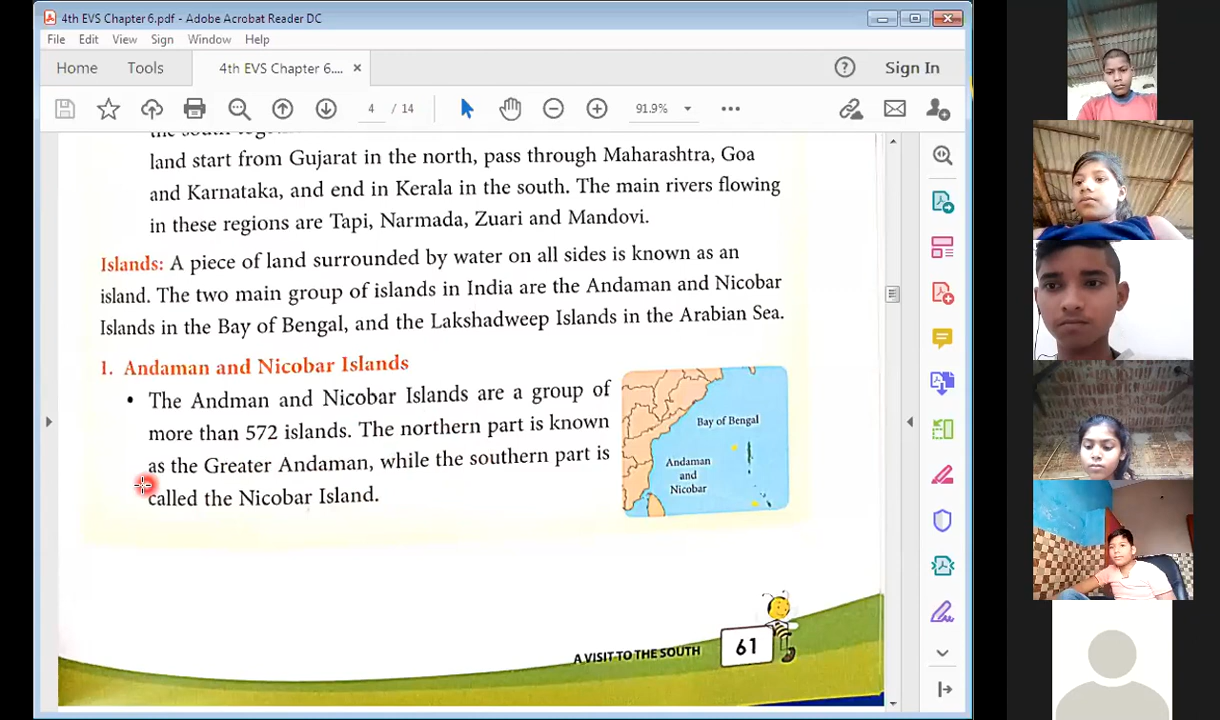 4th EVS Chapter 6.pdf - Adobe Acrobat Reader DC
File Edit View Sign Window Help
Home Tools 4th EVS Chapter 6.... × Sign In
4 / 14 91.9%
land start from Gujarat in the north, pass through Maharashtra, Goa
and Karnataka, and end in Kerala in the south. The main rivers flowing
in these regions are Tapi, Narmada, Zuari and Mandovi.
Islands: A piece of land surrounded by water on all sides is known as an
island. The two main group of islands in India are the Andaman and Nicobar
Islands in the Bay of Bengal, and the Lakshadweep Islands in the Arabian Sea.
1. Andaman and Nicobar Islands
• The Andman and Nicobar Islands are a group of
more than 572 islands. The northern part is known
as the Greater Andaman, while the southern part is
called the Nicobar Island.
Bay of Bengal
Andaman
and
Nicobar
A VISIT TO THE SOUTH 61